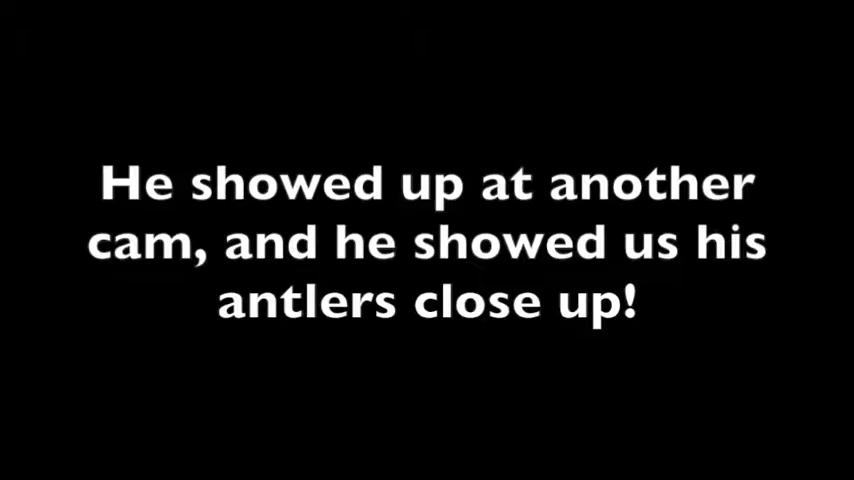 He showed up at another
cam, and he showed us his
antlers close up!